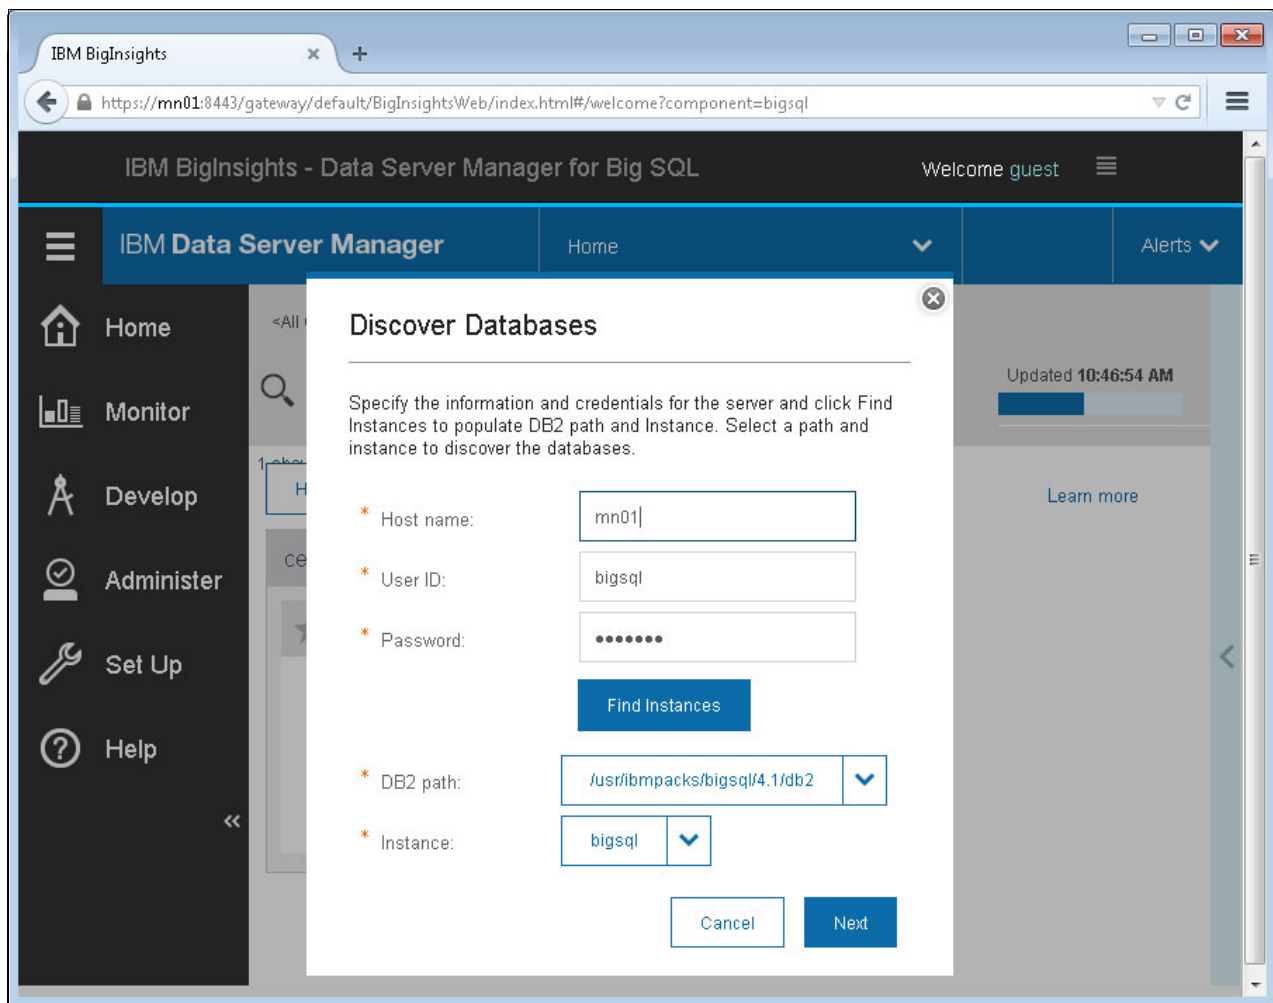 IBM BigInsights
https://mn01:8443/gateway/default/BigInsightsWeb/index.html#/welcome?component=bigsql
IBM BigInsights - Data Server Manager for Big SQL
Welcome guest
IBM Data Server Manager
Home
Alerts
Home
Monitor
Develop
Administer
Set Up
Help
<All
Updated 10:46:54 AM
Learn more
H
ce
Discover Databases
Specify the information and credentials for the server and click Find
Instances to populate DB2 path and Instance. Select a path and
instance to discover the databases.
* Host name: mn01
* User ID: bigsql
* Password: •••••••
Find Instances
* DB2 path: /usr/ibmpacks/bigsql/4.1/db2
* Instance: bigsql
Cancel Next